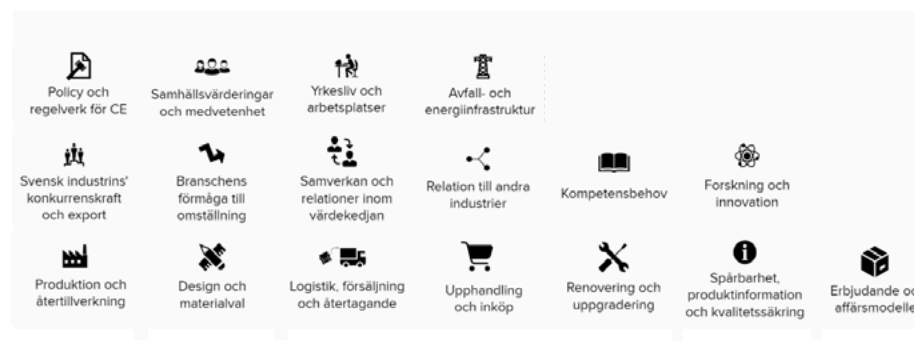 Policy och
regelverk för CE
Samhällsvärderingar
och medvetenhet
Yrkesliv och
arbetsplatser
Avfall- och
energiinfrastruktur
Svensk industrins'
konkurrenskraft
och export
Branschens
förmåga till
omställning
Samverkan och
relationer inom
värdekedjan
Relation till andra
industrier
Kompetensbehov
Forskning och
innovation
Produktion och
återtillverkning
Design och
materialval
Logistik, försäljning
och återtagande
Upphandling
och inköp
Renovering och
uppgradering
Spårbarhet,
produktinformation
och kvalitetssäkring
Erbjudande oc
affärsmodelle